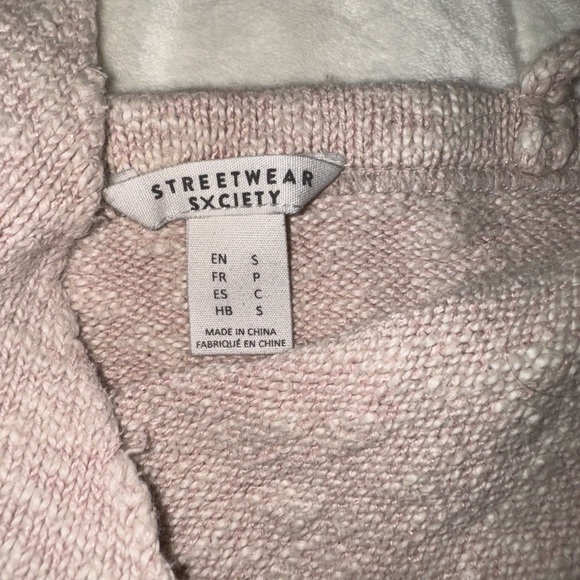 STREETWEAR
SXCIETY
EN S
FR P
ES C
HB S
MADE IN CHINA
FABRIQUÉ EN CHINE